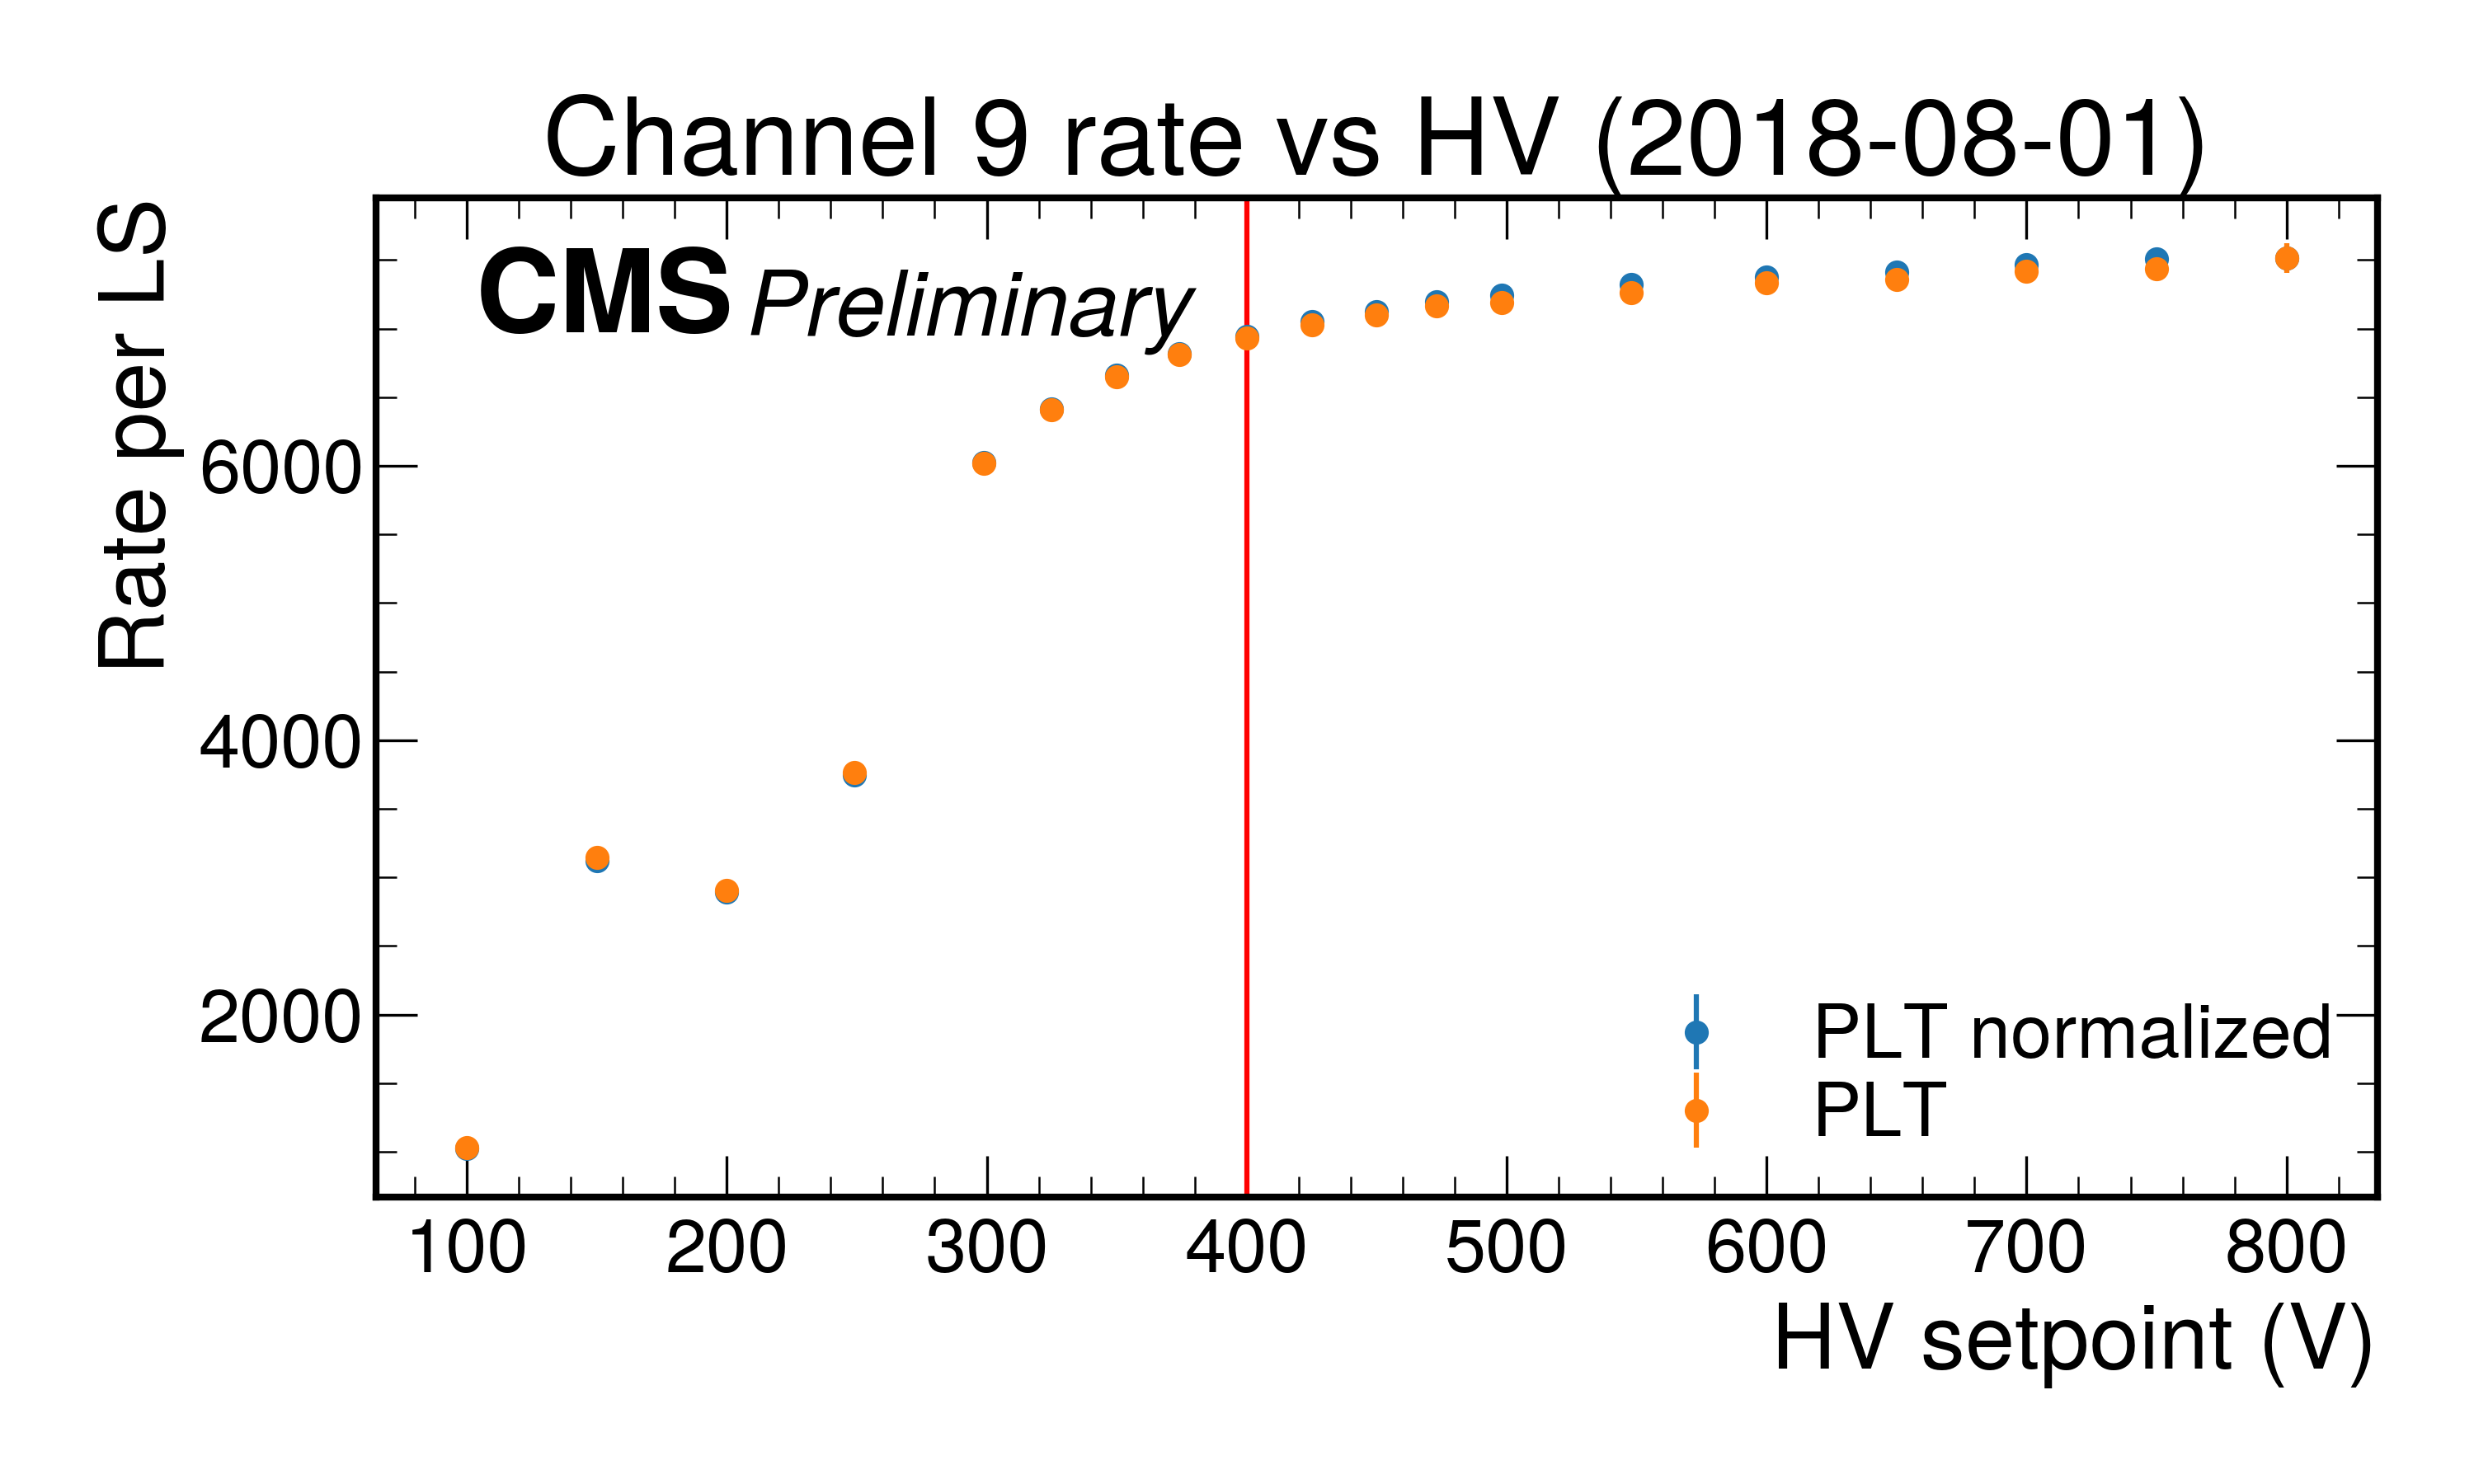 Channel 9 rate vs HV (2018-08-01)
CMS Preliminary
Rate per LS
6000
4000
2000
PLT normalized
PLT
100 200 300 400 500 600 700 800
HV setpoint (V)